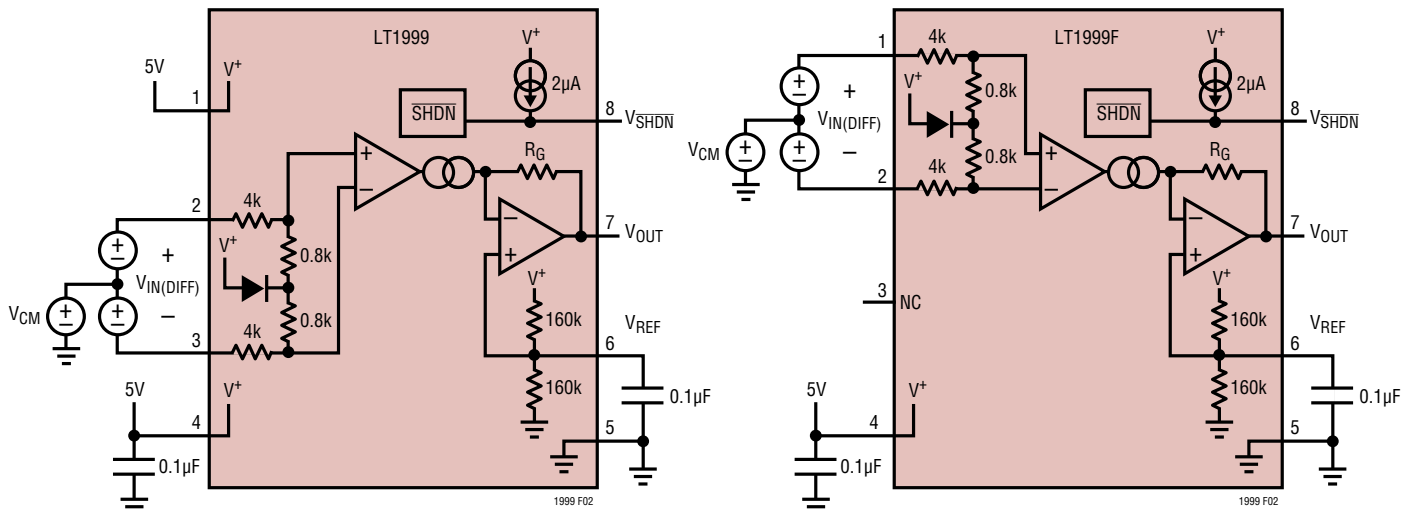 LT1999
V+
2µA
5V
V+
1
SHDN
8
VSHDN
RG
+
−
4k
2
V+
0.8k
+
VIN(DIFF)
−
VCM
0.8k
4k
3
−
+
7
VOUT
V+
160k
VREF
6
160k
0.1µF
5V
V+
4
5
0.1µF
1999 F02
LT1999F
V+
2µA
1
4k
V+
0.8k
SHDN
8
VSHDN
+
VIN(DIFF)
−
VCM
0.8k
4k
2
+
−
RG
−
+
7
VOUT
3
NC
V+
160k
VREF
6
160k
0.1µF
5V
V+
4
5
0.1µF
1999 F02